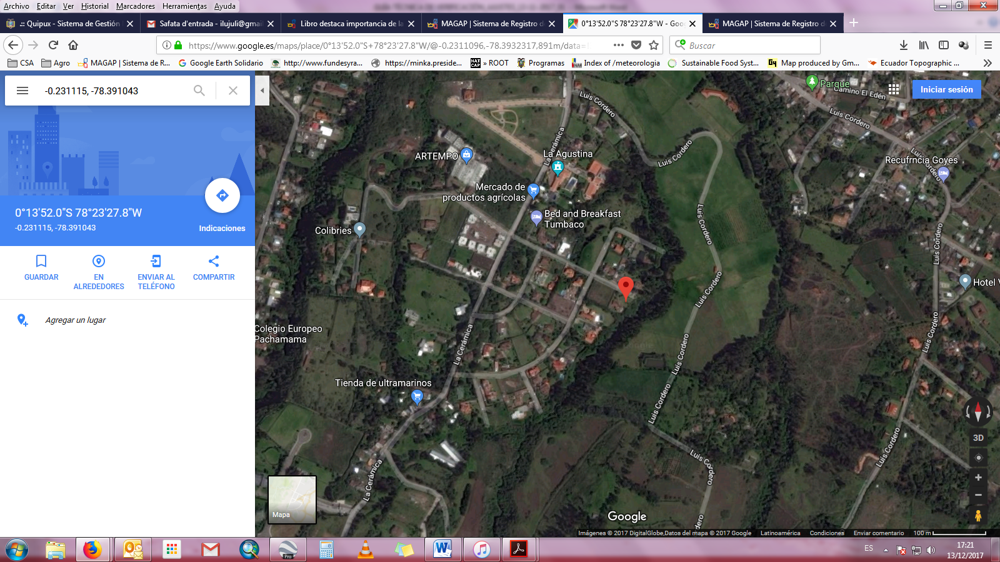 Archivo Editar Ver Historial Marcadores Herramientas Ayuda
.:: Quipux - Sistema de Gestión
Safata d'entrada - ilujuli@gmail
Libro destaca importancia de la
MAGAP | Sistema de Registro d
0°13'52.0"S 78°23'27.8"W - Goo
MAGAP | Sistema de Registro d
https://www.google.es/maps/place/0°13'52.0"S+78°23'27.8"W/@-0.2311096,-78.3932317,891m/data=
Buscar
CSA
Agro
MAGAP | Sistema de R...
Google Earth Solidario
http://www.fundesyra...
https://minka.preside...
NAT CAP
» ROOT
Programas
Index of /meteorologia
Sustainable Food Syst...
G4
Map produced by Gm...
Ecuador Topographic ...
-0.231115, -78.391043
0°13'52.0"S 78°23'27.8"W
-0.231115, -78.391043
Indicaciones
GUARDAR
EN ALREDEDORES
ENVIAR AL TELÉFONO
COMPARTIR
Agregar un lugar
Parque
Camino El Edén
Iniciar sesión
Luis Cordero
Luis Cordero
Luis Cordero
Luis Cordero
La Cerámica
ARTEMPO
La Agustina
Recufrncia Goyes
Mercado de
productos agrícolas
Bed and Breakfast
Tumbaco
Colibries
Luis Cordero
Luis Cordero
Luis Cordero
Hotel V
Colegio Europeo
Pachamama
La Cerámica
Luis Cordero
Luis Cordero
Tienda de ultramarinos
Luis Cordero
Luis Cordero
Luis Cordero
La Cerámica
3D
Mapa
Google
dero
Imágenes © 2017 DigitalGlobe,Datos del mapa © 2017 Google
Latinoamérica
Condiciones
Enviar comentario
100 m
Pro
ES
17:21
13/12/2017